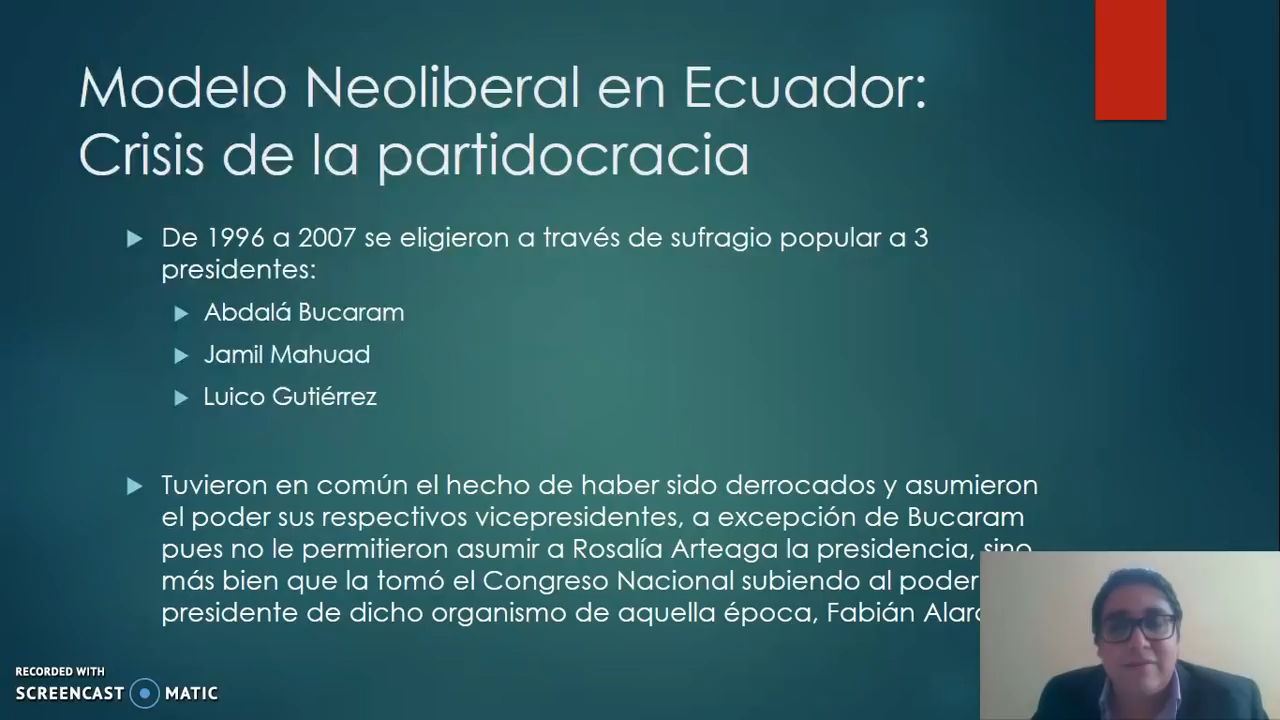 Modelo Neoliberal en Ecuador:
Crisis de la partidocracia
De 1996 a 2007 se eligieron a través de sufragio popular a 3
presidentes:
Abdalá Bucaram
Jamil Mahuad
Luico Gutiérrez
Tuvieron en común el hecho de haber sido derrocados y asumieron
el poder sus respectivos vicepresidentes, a excepción de Bucaram
pues no le permitieron asumir a Rosalía Arteaga la presidencia, sino
más bien que la tomó el Congreso Nacional subiendo al poder
presidente de dicho organismo de aquella época, Fabián
RECORDED WITH
SCREENCAST MATIC